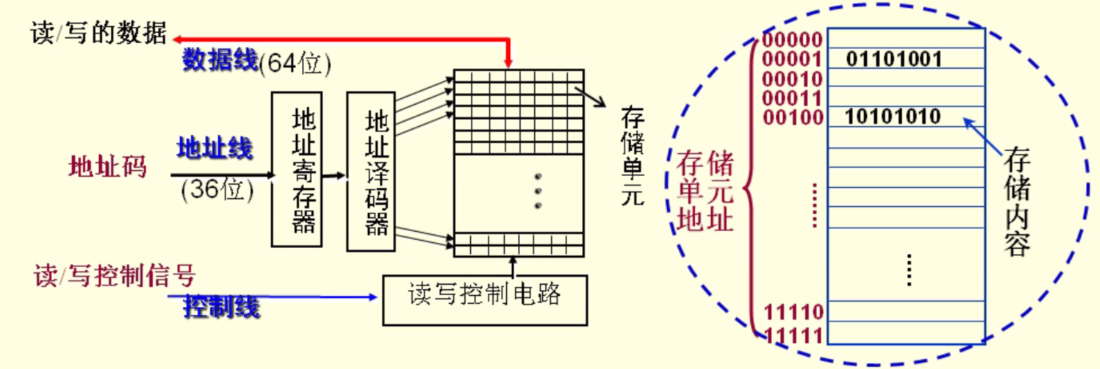 读/写的数据
数据线(64位)
地址线
地址码
(36位)
地址寄存器
地址译码器
存储单元
读/写控制信号
控制线
读写控制电路
00000
00001 01101001
00010
00011
00100 10101010
存储
单元
地址
存储内容
11110
11111